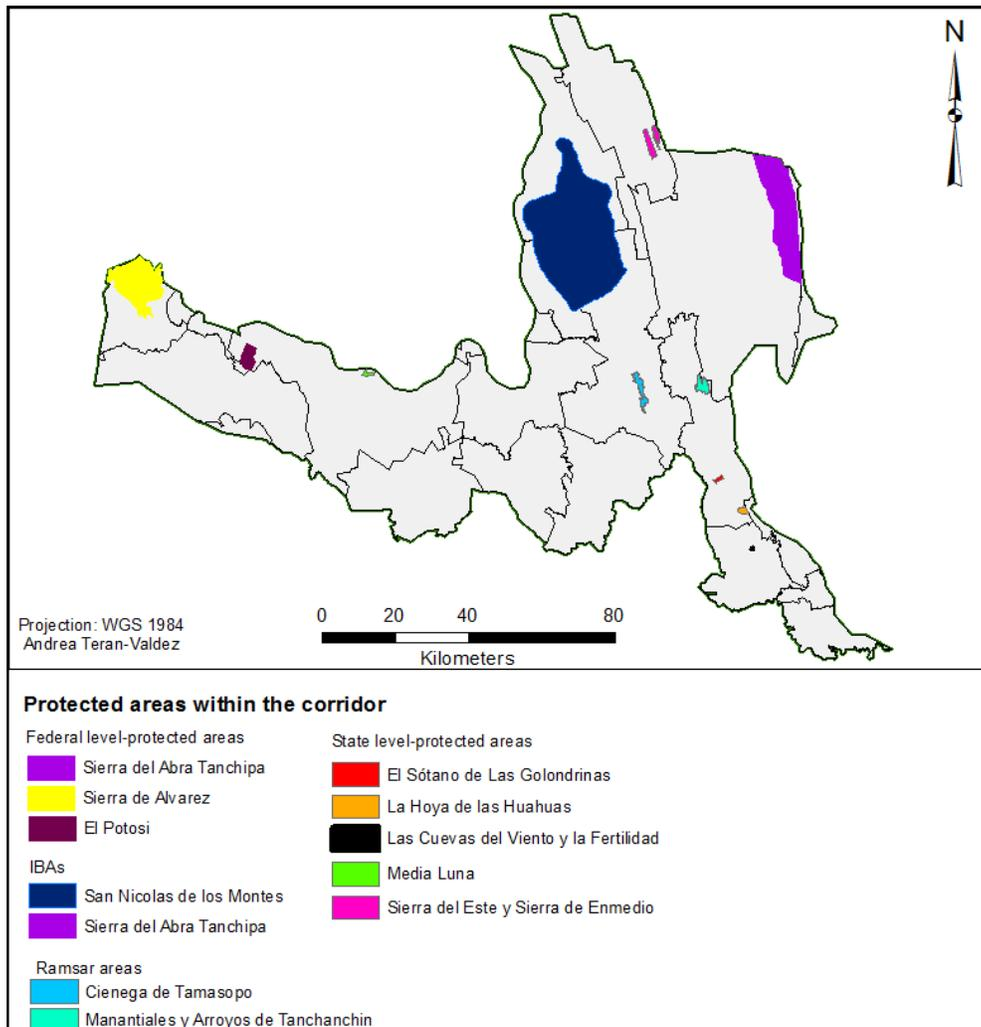 N
Projection: WGS 1984
Andrea Teran-Valdez
0 20 40 80
Kilometers
Protected areas within the corridor
Federal level-protected areas
Sierra del Abra Tanchipa
Sierra de Alvarez
El Potosi
IBAs
San Nicolas de los Montes
Sierra del Abra Tanchipa
Ramsar areas
Cienega de Tamasopo
Manantiales y Arroyos de Tanchanchin
State level-protected areas
El Sótano de Las Golondrinas
La Hoya de las Huahuas
Las Cuevas del Viento y la Fertilidad
Media Luna
Sierra del Este y Sierra de Enmedio